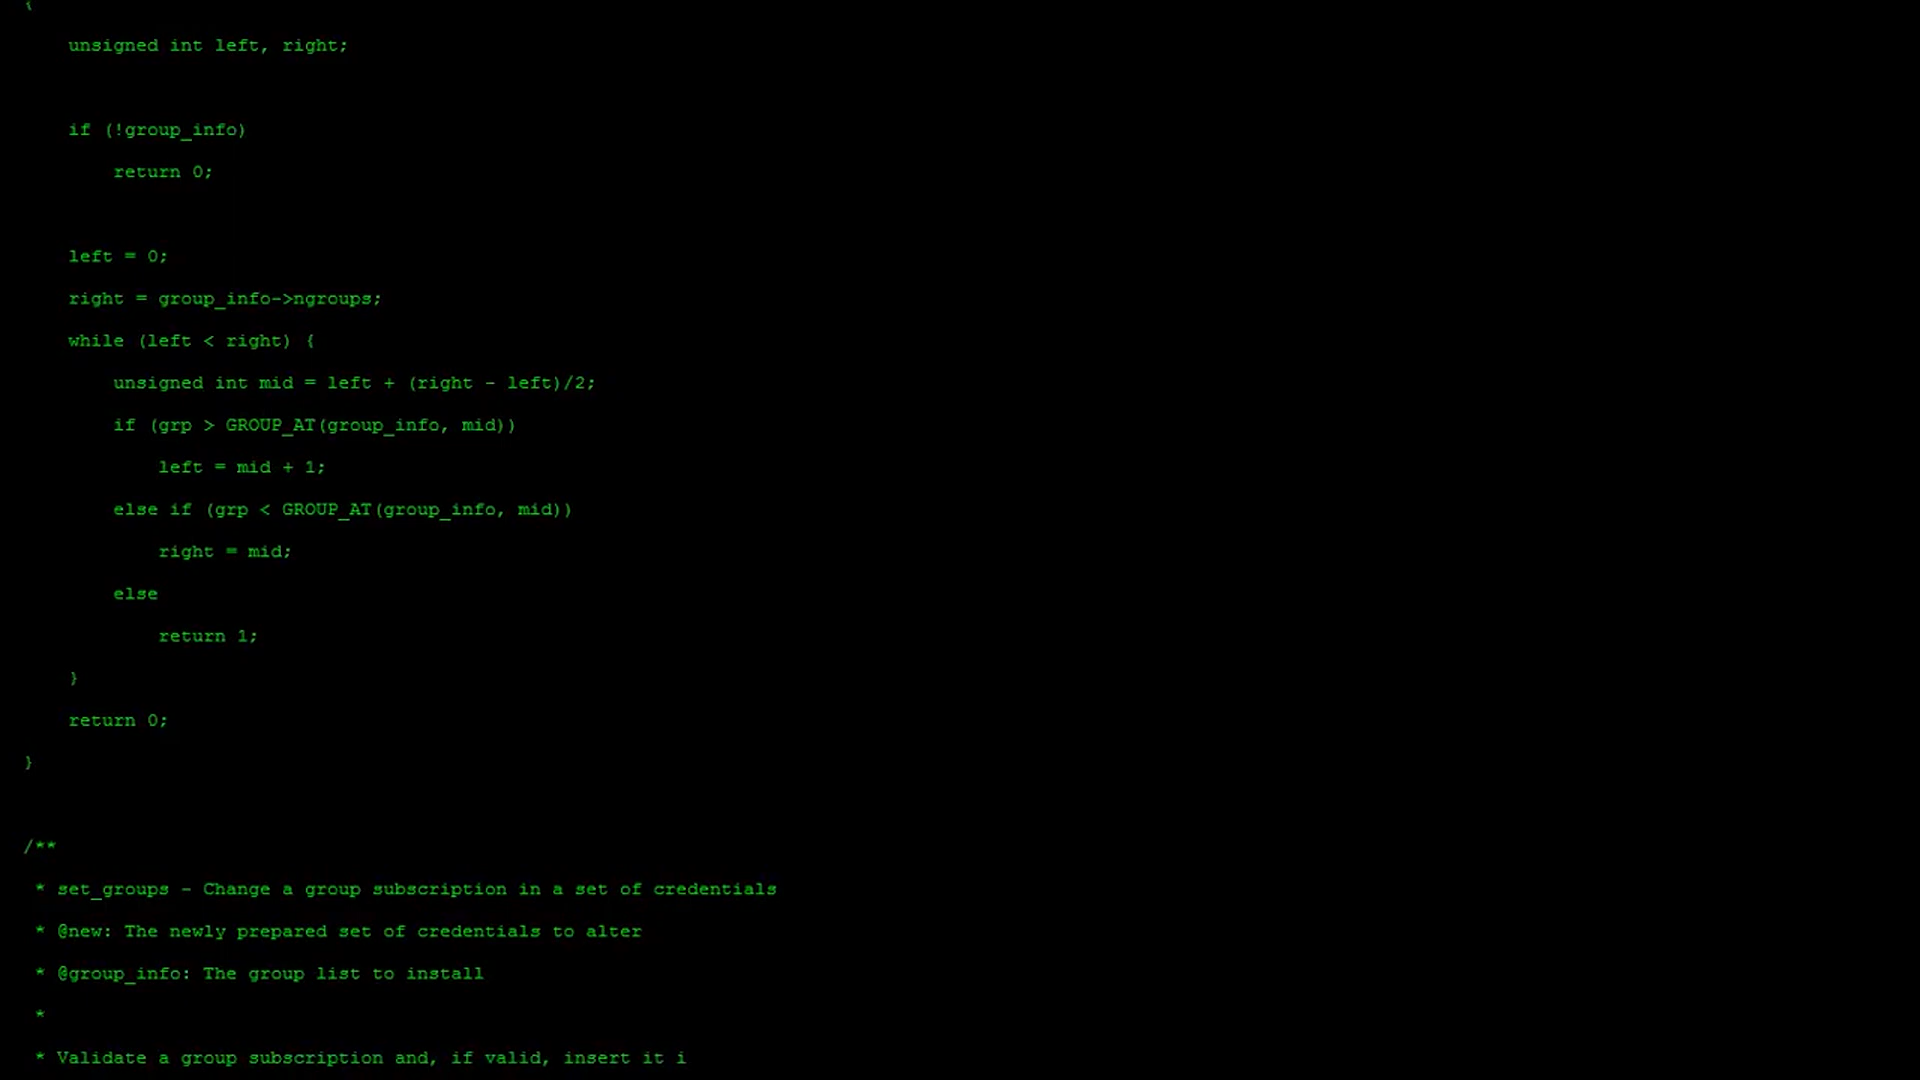 {
unsigned int left, right;
if (!group_info)
return 0;
left = 0;
right = group_info->ngroups;
while (left < right) {
unsigned int mid = left + (right - left)/2;
if (grp > GROUP_AT(group_info, mid))
left = mid + 1;
else if (grp < GROUP_AT(group_info, mid))
right = mid;
else
return 1;
}
return 0;
}
/**
* set_groups - Change a group subscription in a set of credentials
* @new: The newly prepared set of credentials to alter
* @group_info: The group list to install
*
* Validate a group subscription and, if valid, insert it i